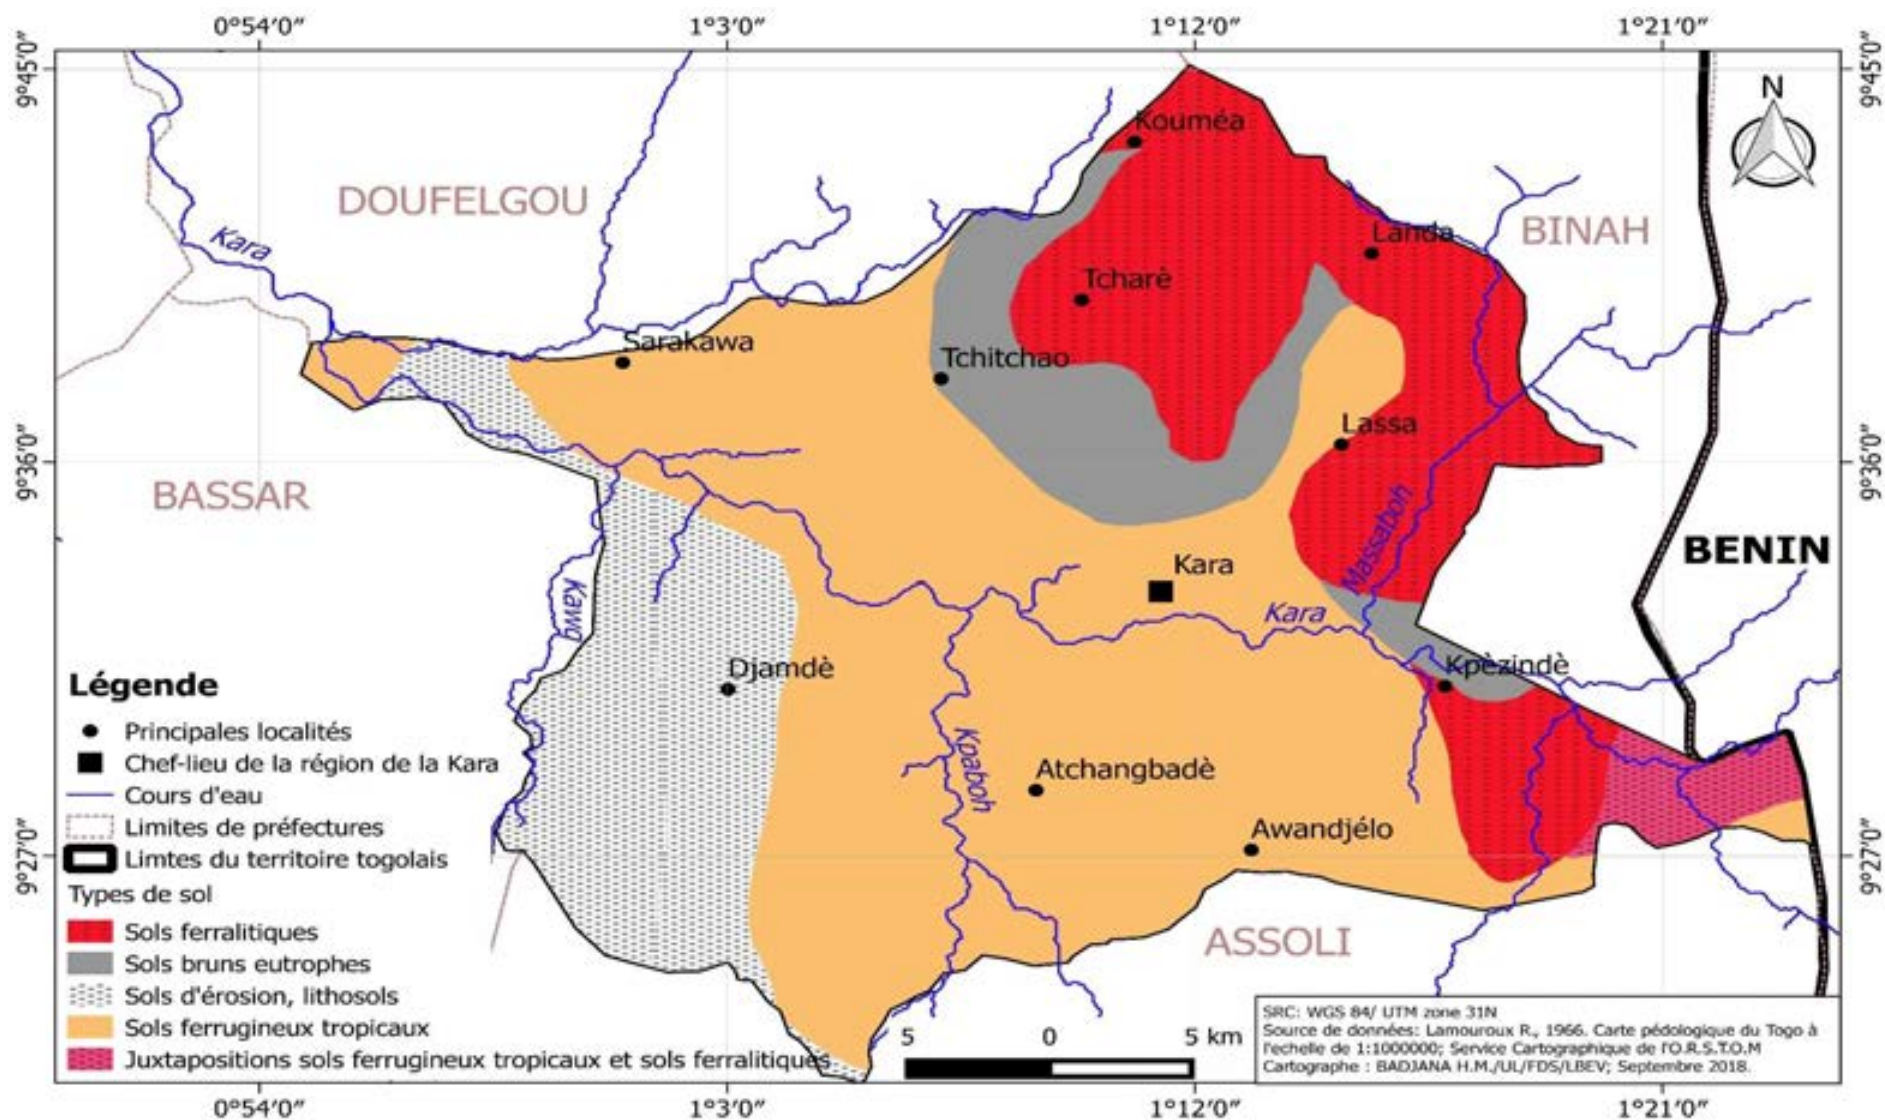 0°54'0″ 1°3'0″ 1°12'0″ 1°21'0″
9°45'0″ 9°45'0″
N
Kouméa
DOUFELGOU
BINAH
Landa
Kara
Tcharè
Sarakawa
Tchitchao
Lassa
9°36'0″ 9°36'0″
BASSAR
Massaboh
BENIN
Kara
Kara
Kawg
Kpèzindè
Djamdè
Kpaboh
Atchangbadè
Awandjélo
9°27'0″ 9°27'0″
ASSOLI
Légende
Principales localités
Chef-lieu de la région de la Kara
Cours d'eau
Limites de préfectures
Limtes du territoire togolais
Types de sol
Sols ferralitiques
Sols bruns eutrophes
Sols d'érosion, lithosols
Sols ferrugineux tropicaux
Juxtapositions sols ferrugineux tropicaux et sols ferralitiques
5 0 5 km
SRC: WGS 84/ UTM zone 31N
Source de données: Lamouroux R., 1966. Carte pédologique du Togo à
l'echelle de 1:1000000; Service Cartographique de l'O.R.S.T.O.M
Cartographe : BADJANA H.M./UL/FDS/LBEV; Septembre 2018.
0°54'0″ 1°3'0″ 1°12'0″ 1°21'0″